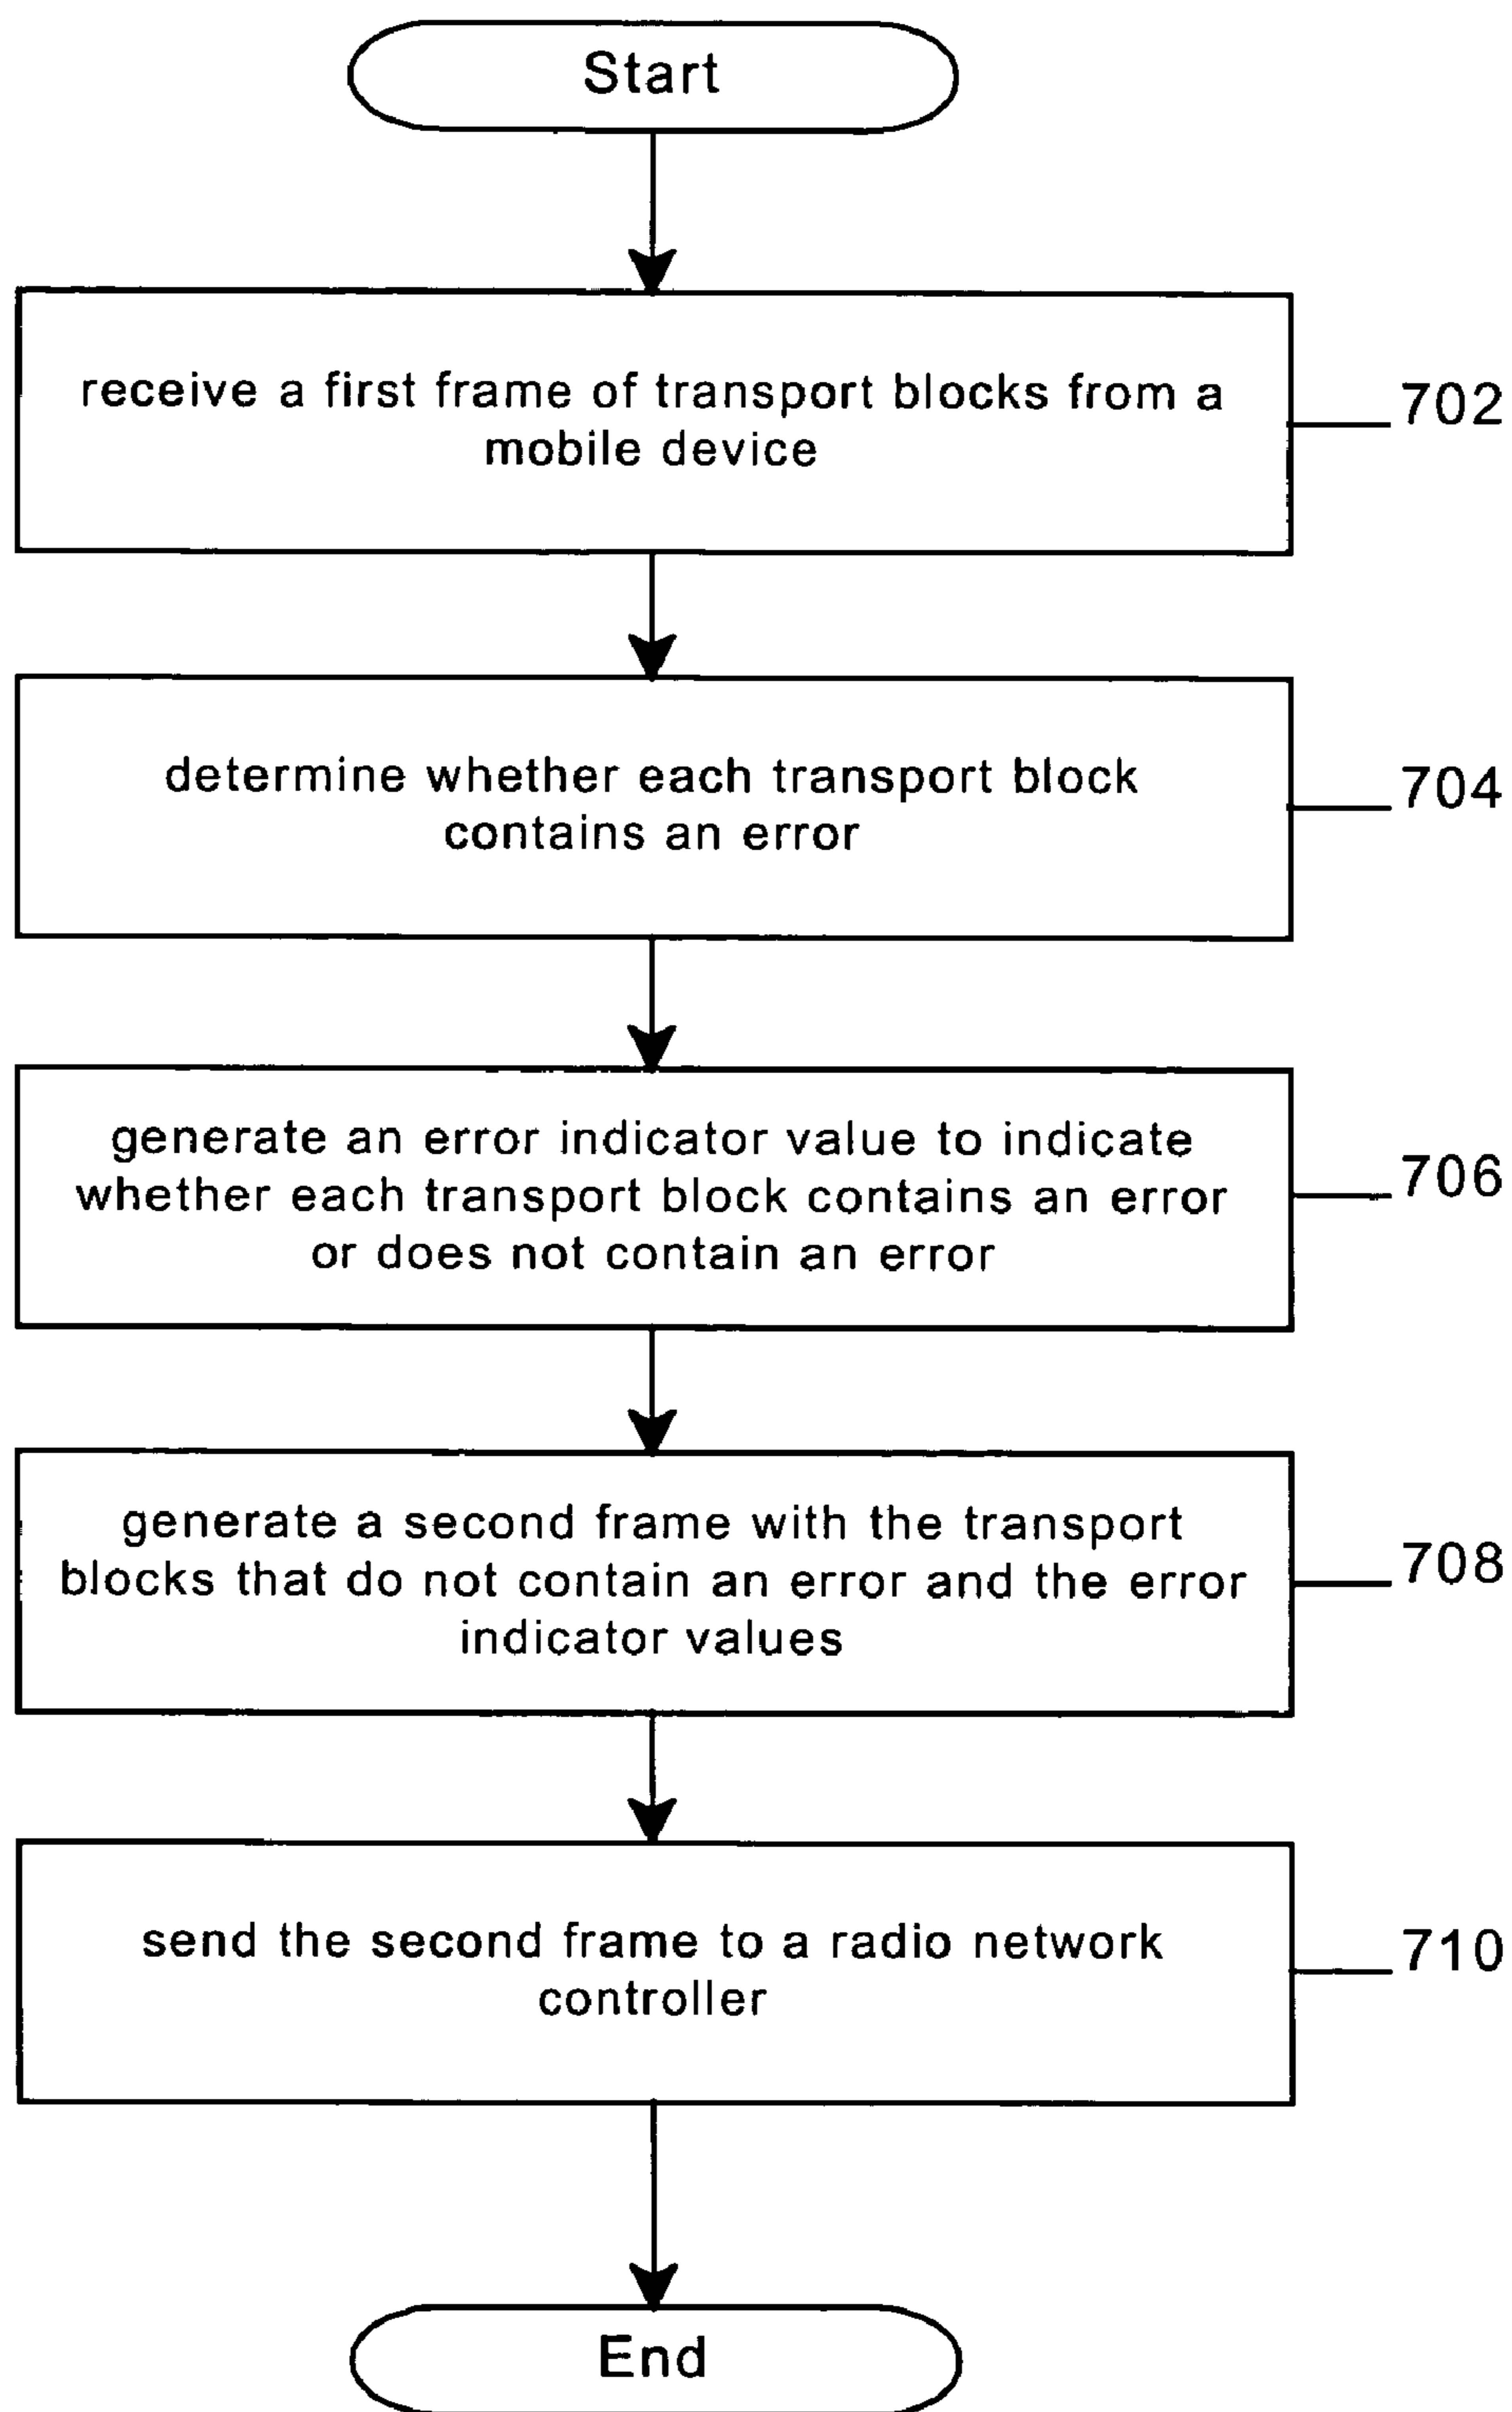 Start
receive a first frame of transport blocks from a
mobile device
702
determine whether each transport block
contains an error
704
generate an error indicator value to indicate
whether each transport block contains an error
or does not contain an error
706
generate a second frame with the transport
blocks that do not contain an error and the error
indicator values
708
send the second frame to a radio network
controller
710
End